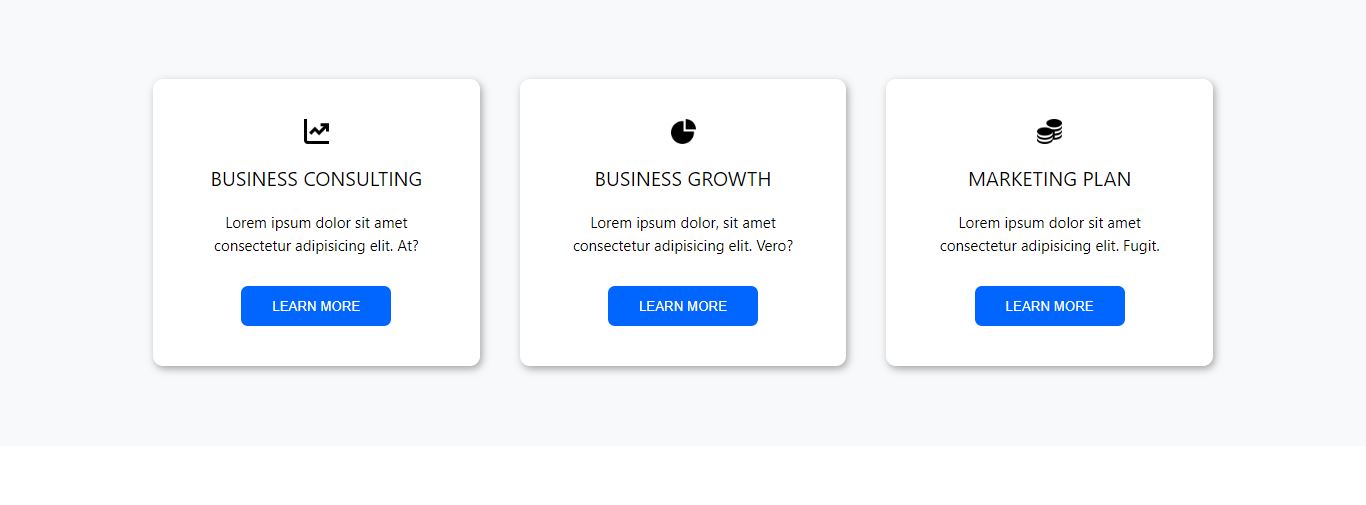 BUSINESS CONSULTING
Lorem ipsum dolor sit amet
consectetur adipisicing elit. At?
LEARN MORE
BUSINESS GROWTH
Lorem ipsum dolor, sit amet
consectetur adipisicing elit. Vero?
LEARN MORE
MARKETING PLAN
Lorem ipsum dolor sit amet
consectetur adipisicing elit. Fugit.
LEARN MORE